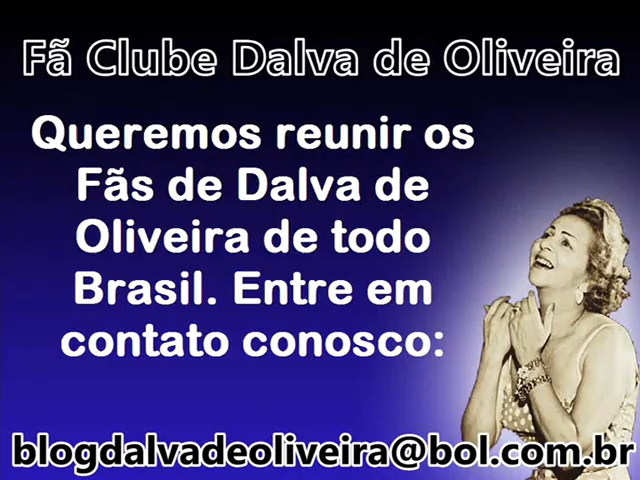 Fã Clube Dalva de Oliveira
Queremos reunir os
Fãs de Dalva de
Oliveira de todo
Brasil. Entre em
contato conosco:
blogdalvadeoliveira@bol.com.br